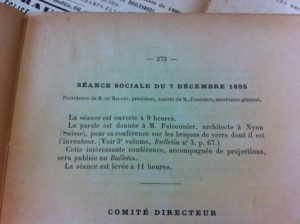 — 273 —
SÉANCE SOCIALE DU 7 DÉCEMBRE 1895
Présidence de M. de Baudot, président, assisté de M. secrétaire général.
La séance est ouverte à 9 heures.
La parole est donnée à M. Falconnier, architecte à Nyon
(Suisse), pour sa conférence sur les briques de verre dont il est
l'inventeur. (Voir 3e volume, Bulletin n° 3, p. 67.)
Cette intéressante conférence, accompagnée de projections,
sera publiée au Bulletin.
La séance est levée à 11 heures.
COMITÉ DIRECTEUR